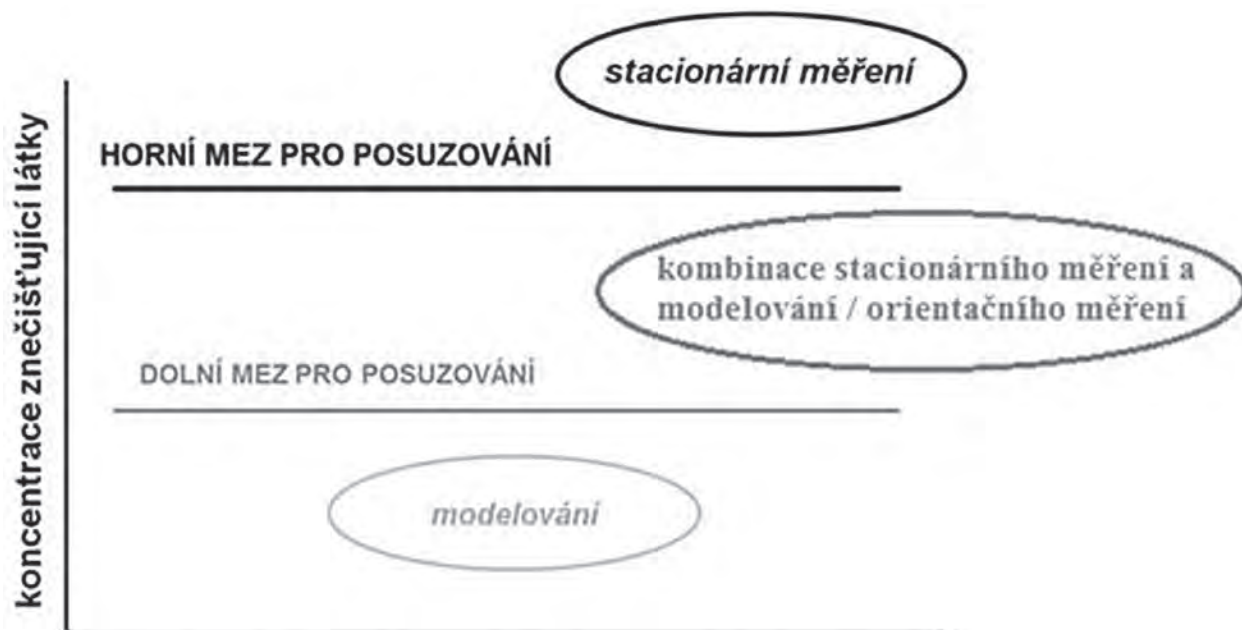 stacionární měření
HORNÍ MEZ PRO POSUZOVÁNÍ
kombinace stacionárního měření a
modelování / orientačního měření
DOLNÍ MEZ PRO POSUZOVÁNÍ
modelování
koncentrace znečišťující látky